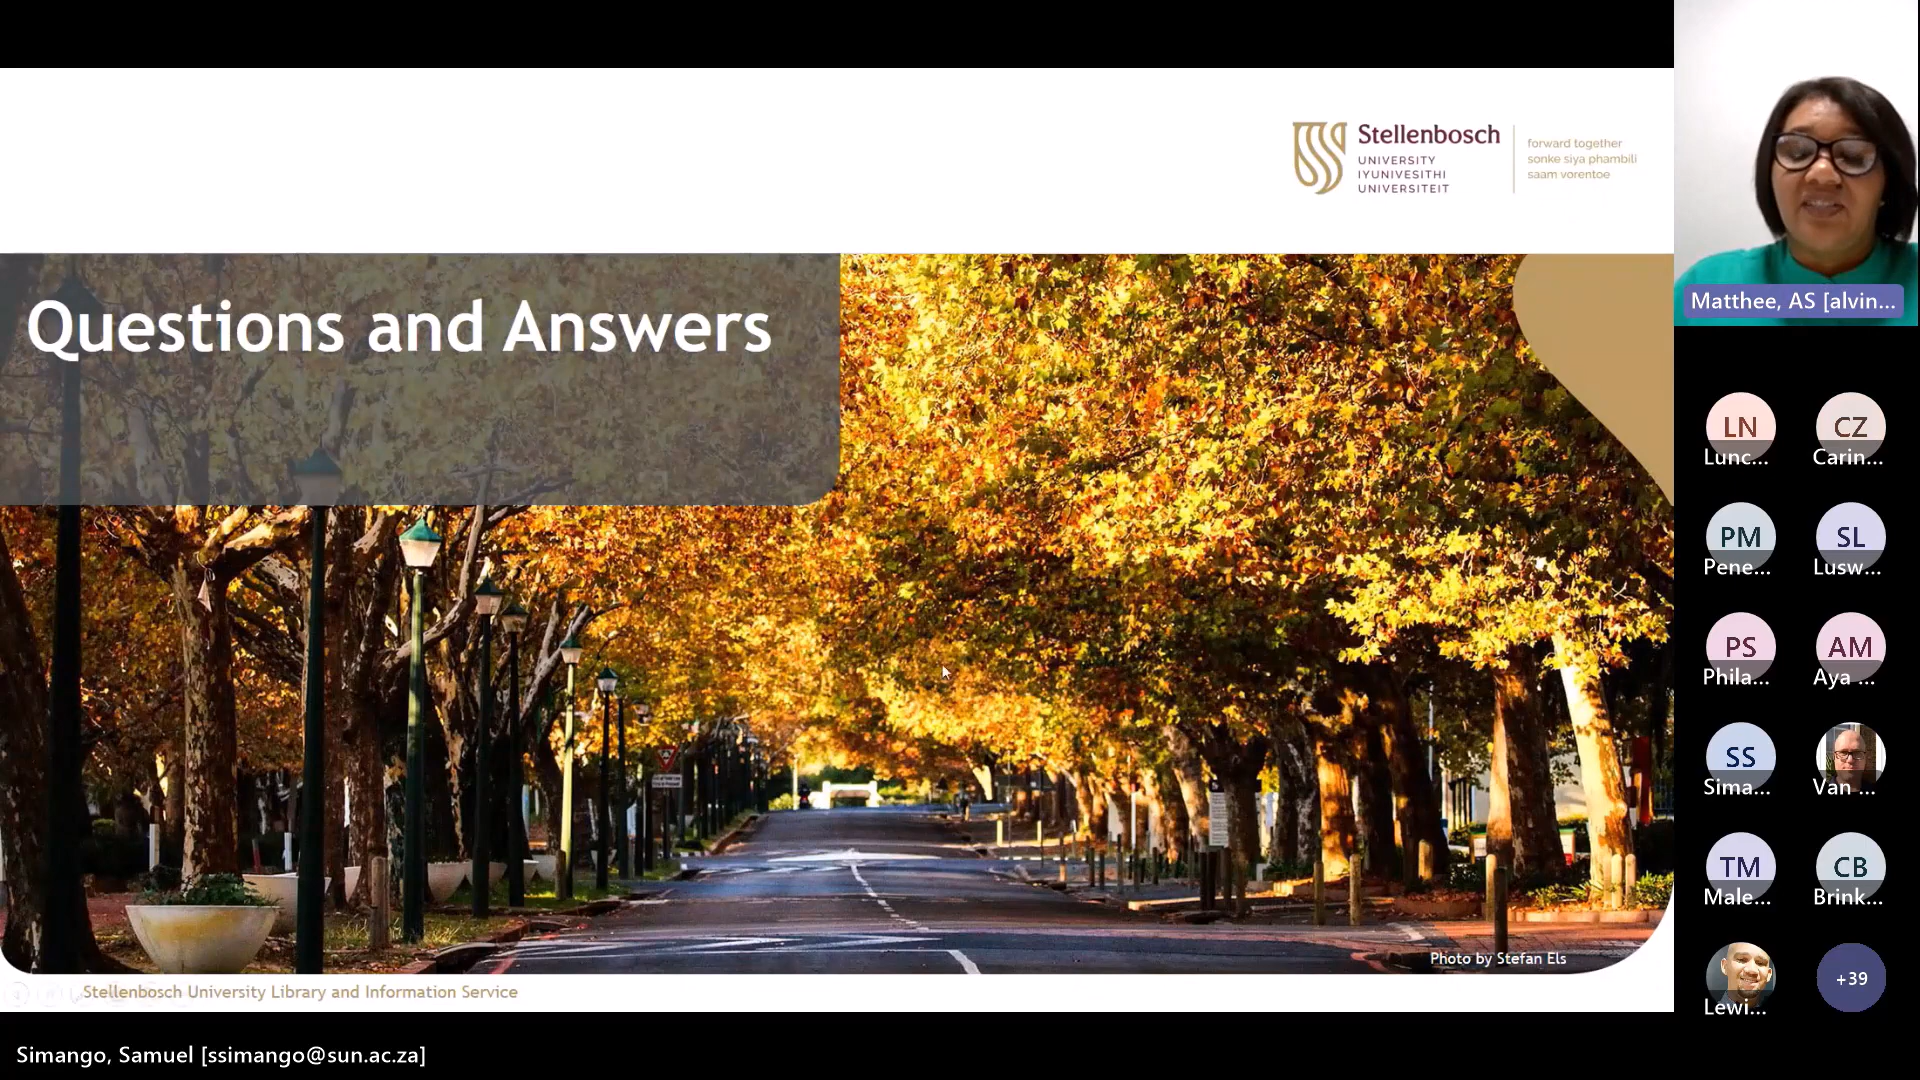 Stellenbosch
UNIVERSITY
IYUNIVESITHI
UNIVERSITEIT
forward together
sonke siya phambili
saam vorentoe
Questions and Answers
Photo by Stefan Els
Stellenbosch University Library and Information Service
Simango, Samuel [ssimango@sun.ac.za]
Matthee, AS [alvin...
LN
Lunc...
CZ
Carin...
PM
Pene...
SL
Lusw...
PS
Phila...
AM
Aya ...
SS
Sima...
Van ...
TM
Male...
CB
Brink...
Lewi...
+39